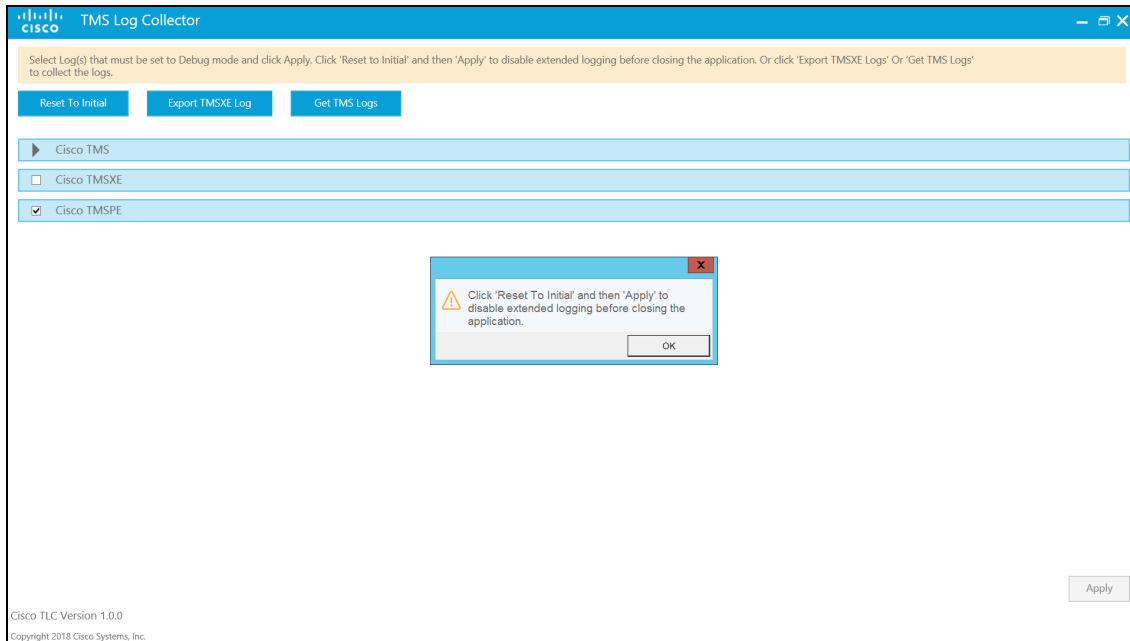 CISCO
TMS Log Collector
Select Log(s) that must be set to Debug mode and click Apply. Click 'Reset to Initial' and then 'Apply' to disable extended logging before closing the application. Or click 'Export TMSXE Logs' Or 'Get TMS Logs'
to collect the logs.
Reset To Initial
Export TMSXE Log
Get TMS Logs
Cisco TMS
Cisco TMSXE
Cisco TMSPE
Click 'Reset To Initial' and then 'Apply' to
disable extended logging before closing the
application.
OK
Apply
Cisco TLC Version 1.0.0
Copyright 2018 Cisco Systems, Inc.